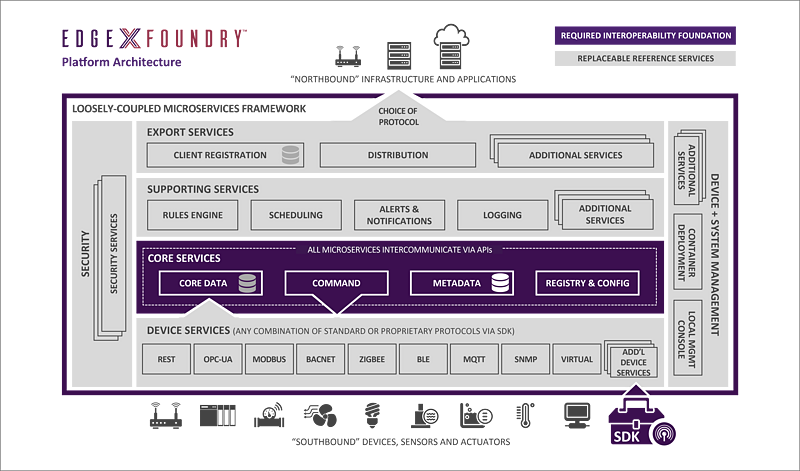 EDGE X FOUNDRY™
Platform Architecture
REQUIRED INTEROPERABILITY FOUNDATION
REPLACEABLE REFERENCE SERVICES
"NORTHBOUND" INFRASTRUCTURE AND APPLICATIONS
LOOSELY-COUPLED MICROSERVICES FRAMEWORK
CHOICE OF
PROTOCOL
SECURITY
SECURITY SERVICES
EXPORT SERVICES
CLIENT REGISTRATION
DISTRIBUTION
ADDITIONAL SERVICES
SUPPORTING SERVICES
RULES ENGINE
SCHEDULING
ALERTS &
NOTIFICATIONS
LOGGING
ADDITIONAL
SERVICES
ALL MICROSERVICES INTERCOMMUNICATE VIA APIs
CORE SERVICES
CORE DATA
COMMAND
METADATA
REGISTRY & CONFIG
DEVICE SERVICES (ANY COMBINATION OF STANDARD OR PROPRIETARY PROTOCOLS VIA SDK)
REST
OPC-UA
MODBUS
BACNET
ZIGBEE
BLE
MQTT
SNMP
VIRTUAL
ADD'L
DEVICE
SERVICES
ADDITIONAL
SERVICES
CONTAINER
DEPLOYMENT
LOCAL MGMT
CONSOLE
DEVICE + SYSTEM MANAGEMENT
"SOUTHBOUND" DEVICES, SENSORS AND ACTUATORS
SDK